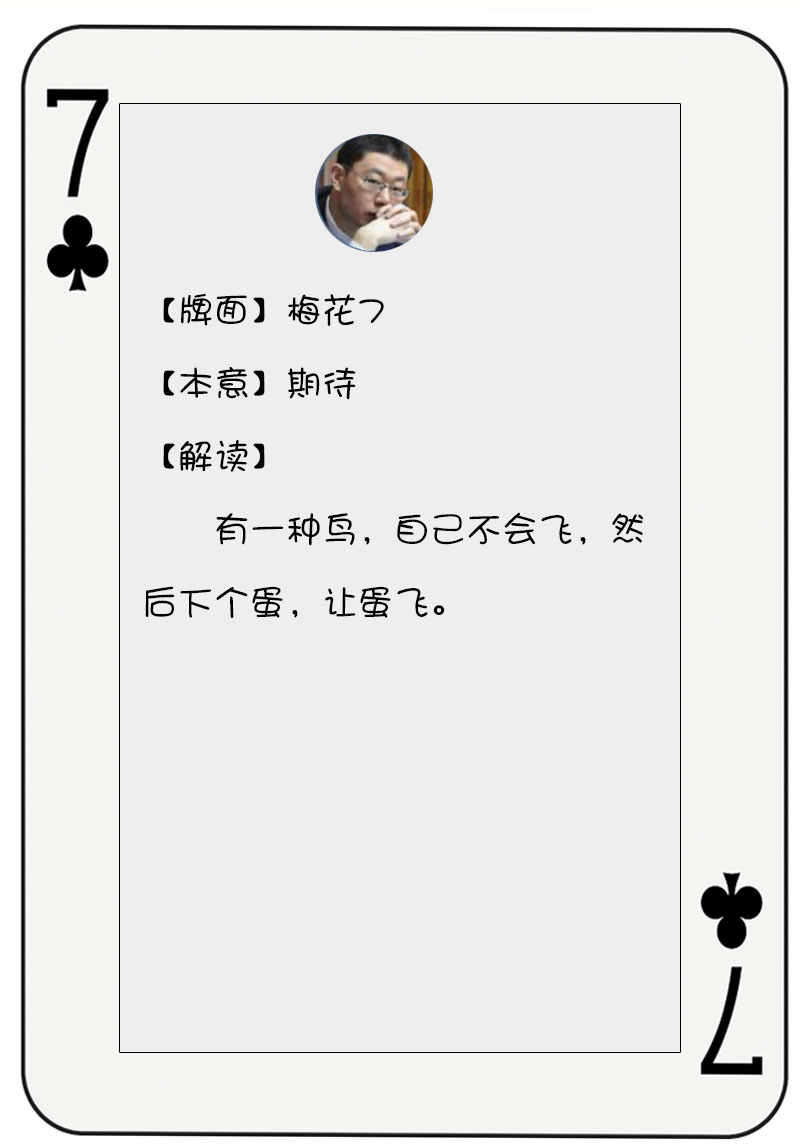 7
【牌面】梅花7
【本意】期待
【解读】
有一种鸟，自己不会飞，然
后下个蛋，让蛋飞。
7